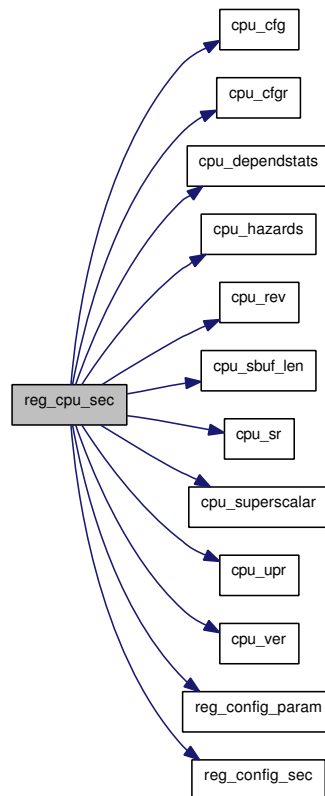 cpu_cfg
cpu_cfgr
cpu_dependstats
cpu_hazards
cpu_rev
cpu_sbuf_len
reg_cpu_sec
cpu_sr
cpu_superscalar
cpu_upr
cpu_ver
reg_config_param
reg_config_sec